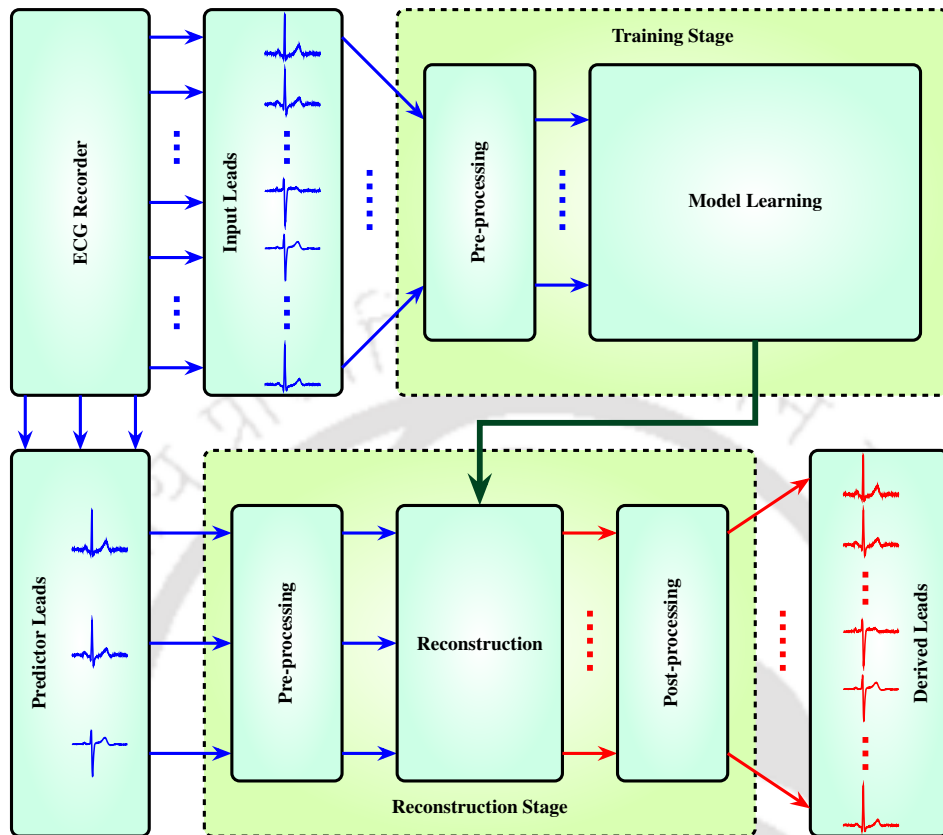 Training Stage
ECG Recorder
Input Leads
Pre-processing
Model Learning
Predictor Leads
Pre-processing
Reconstruction
Post-processing
Derived Leads
Reconstruction Stage